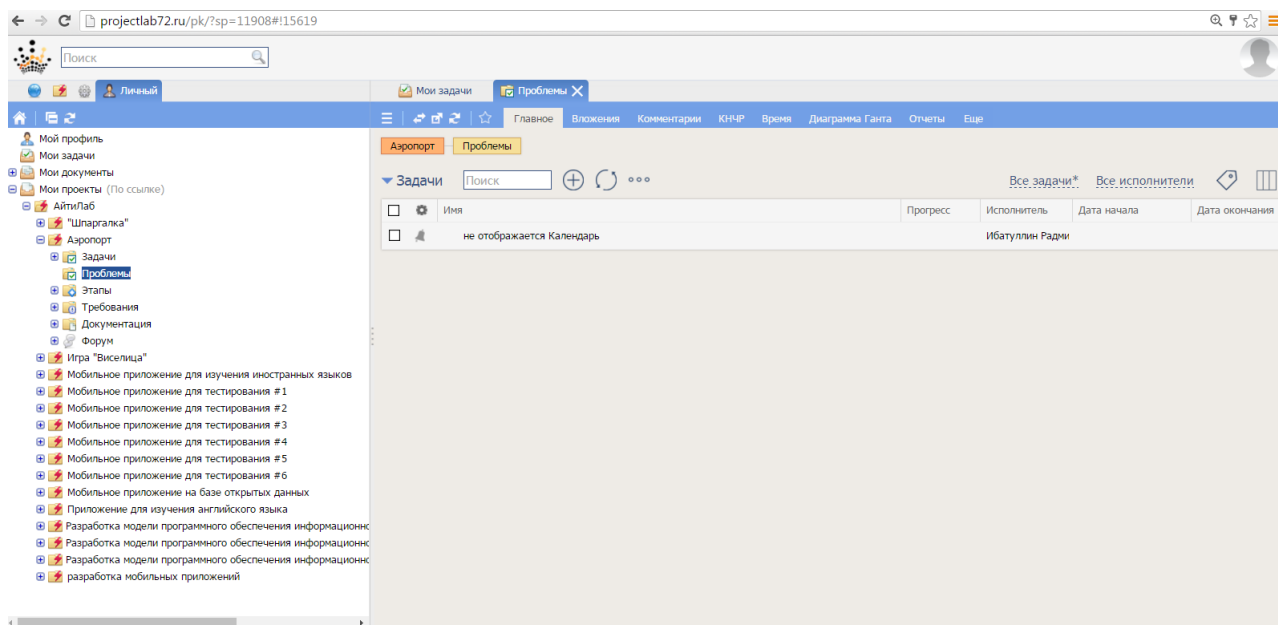 projectlab72.ru/pk/?sp=11908#!15619
Поиск
Личный
Мои задачи Проблемы
Главное Вложения Комментарии КНЧР Время Диаграмма Ганта Отчеты Еще
Мой профиль
Мои задачи
Мои документы
Мои проекты (По ссылке)
АйтиЛаб
"Шпаргалка"
Аэропорт
Задачи
Проблемы
Этапы
Требования
Документация
Форум
Игра "Виселица"
Мобильное приложение для изучения иностранных языков
Мобильное приложение для тестирования #1
Мобильное приложение для тестирования #2
Мобильное приложение для тестирования #3
Мобильное приложение для тестирования #4
Мобильное приложение для тестирования #5
Мобильное приложение для тестирования #6
Мобильное приложение на базе открытых данных
Приложение для изучения английского языка
Разработка модели программного обеспечения информационнс
Разработка модели программного обеспечения информационнс
Разработка модели программного обеспечения информационнс
разработка мобильных приложений
Аэропорт Проблемы
Задачи Поиск Все задачи* Все исполнители
Имя Прогресс Исполнитель Дата начала Дата окончания
не отображается Календарь Ибатуллин Радми